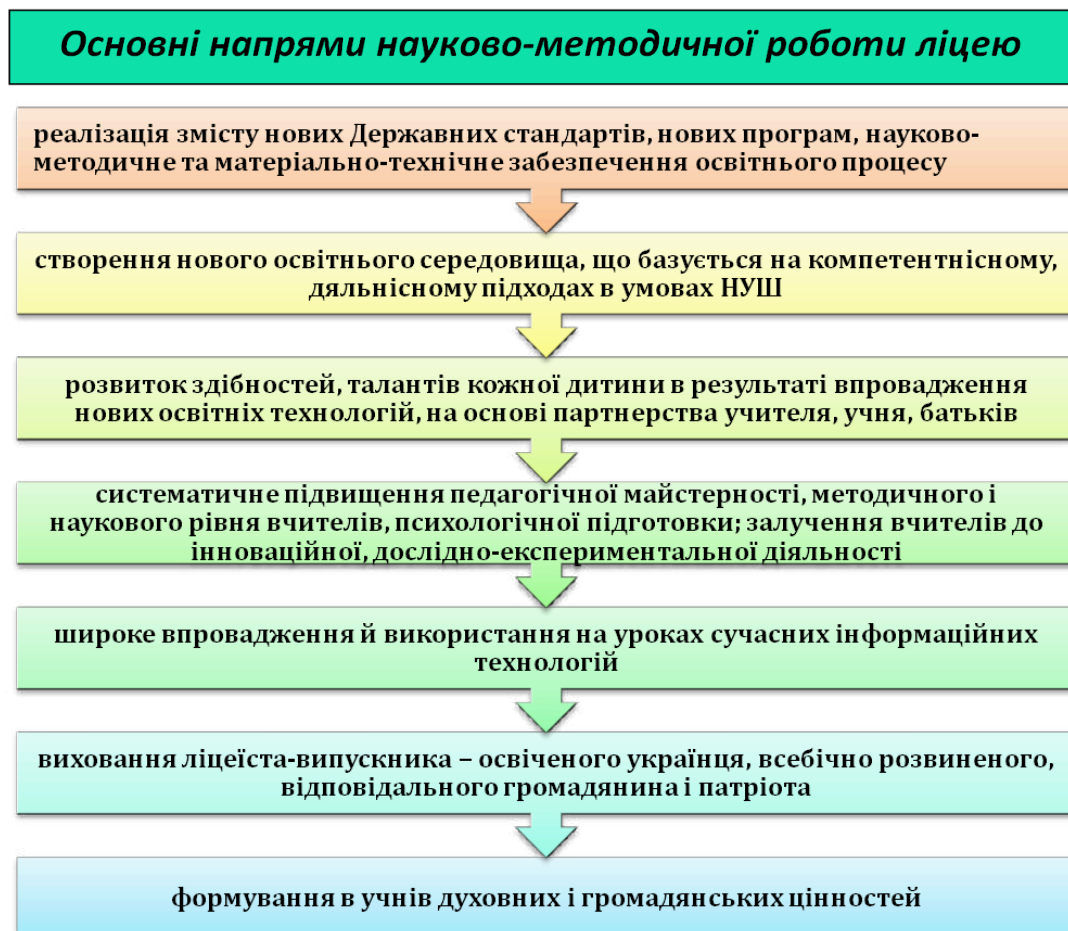 Основні напрями науково-методичної роботи ліцею
реалізація змісту нових Державних стандартів, нових програм, науково-
методичне та матеріально-технічне забезпечення освітнього процесу
створення нового освітнього середовища, що базується на компетентнісному,
дяльнісному підходах в умовах НУШ
розвиток здібностей, талантів кожної дитини в результаті впровадження
нових освітніх технологій, на основі партнерства учителя, учня, батьків
систематичне підвищення педагогічної майстерності, методичного і
наукового рівня вчителів, психологічної підготовки; залучення вчителів до
інноваційної, дослідно-експериментальної діяльності
широке впровадження й використання на уроках сучасних інформаційних
технологій
виховання ліцеїста-випускника – освіченого українця, всебічно розвиненого,
відповідального громадянина і патріота
формування в учнів духовних і громадянських цінностей